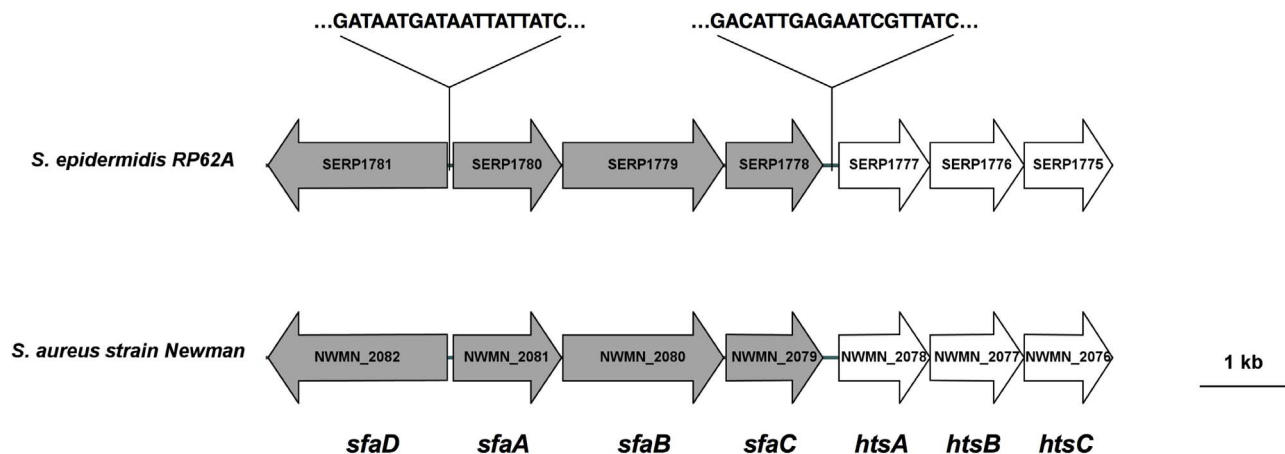 ...GATAATGATAATTATTATC... ...GACATTGAGAATCGTTATC...
S. epidermidis RP62A SERP1781 SERP1780 SERP1779 SERP1778 SERP1777 SERP1776 SERP1775
S. aureus strain Newman NWMN_2082 NWMN_2081 NWMN_2080 NWMN_2079 NWMN_2078 NWMN_2077 NWMN_2076
1 kb
sfaD sfaA sfaB sfaC htsA htsB htsC